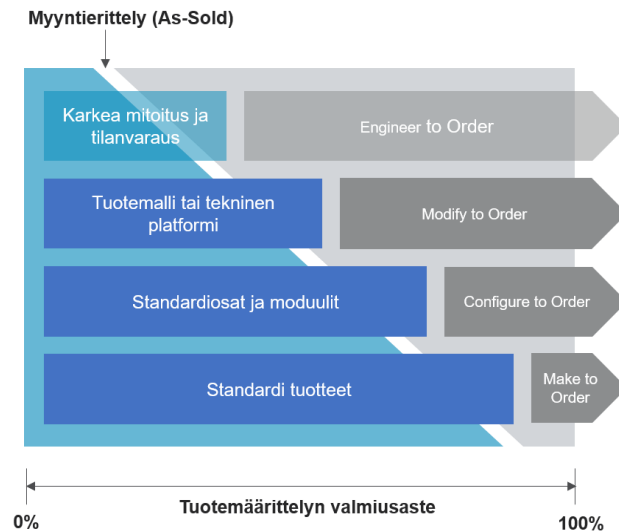 Myyntierittely (As-Sold)
Karkea mitoitus ja
tilanvaraus
Engineer to Order
Tuotemalli tai tekninen
platformi
Modify to Order
Standardiosat ja moduulit
Configure to Order
Standardi tuotteet
Make to
Order
0%
Tuotemäärittelyn valmiusaste
100%